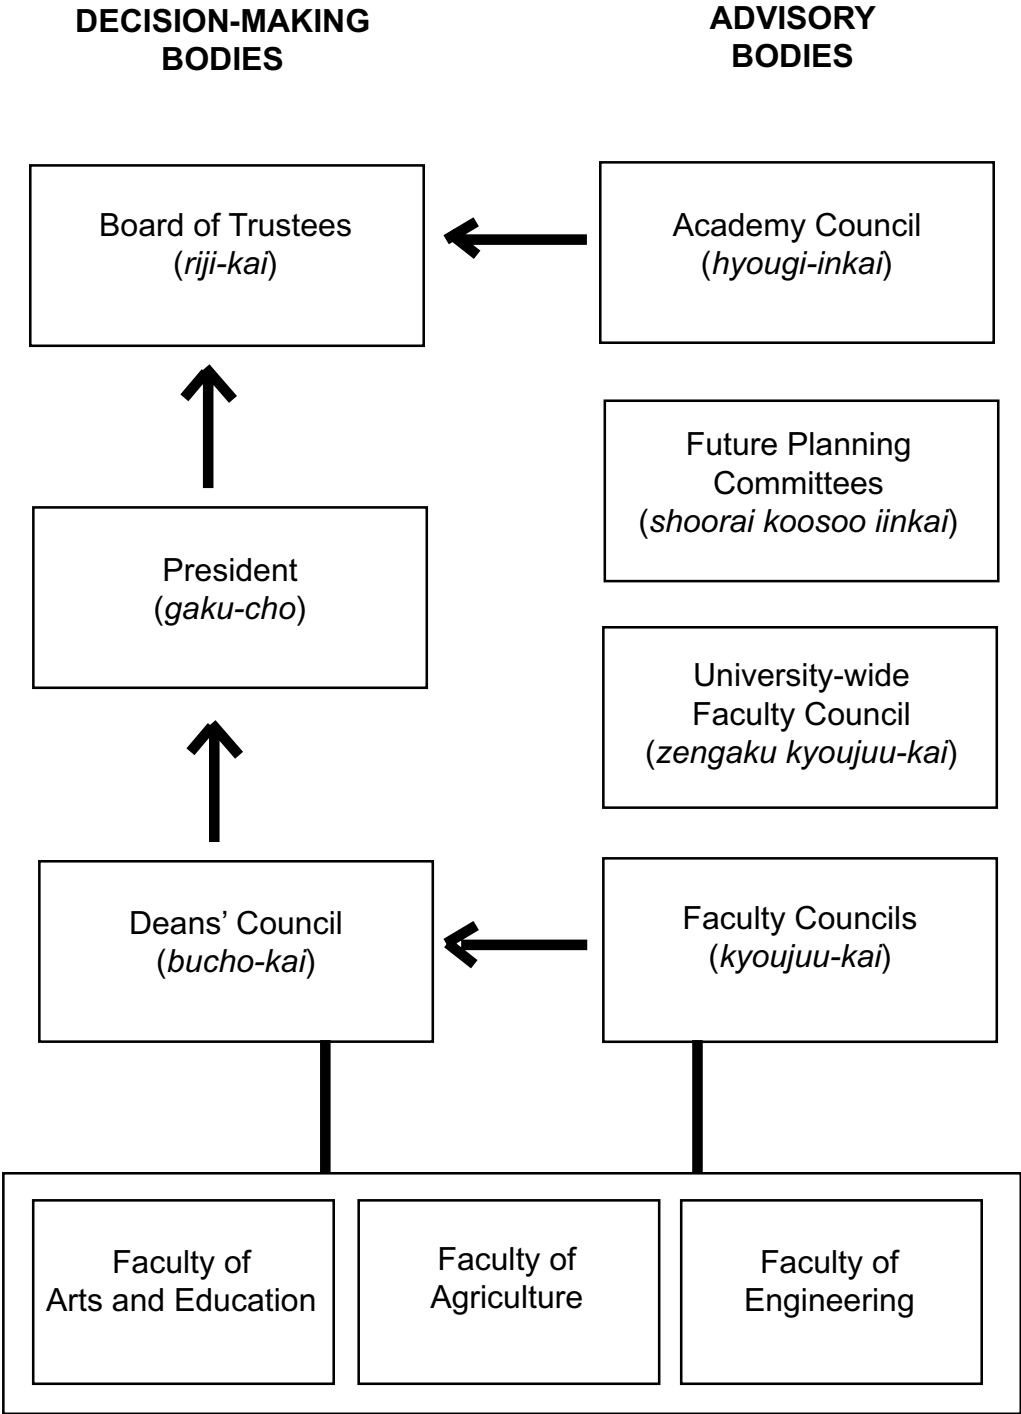 DECISION-MAKING
BODIES
ADVISORY
BODIES
Board of Trustees
(riji-kai)
Academy Council
(hyougi-inkai)
Future Planning
Committees
(shoorai koosoo iinkai)
President
(gaku-cho)
University-wide
Faculty Council
(zengaku kyoujuu-kai)
Deans’ Council
(bucho-kai)
Faculty Councils
(kyoujuu-kai)
Faculty of
Arts and Education
Faculty of
Agriculture
Faculty of
Engineering